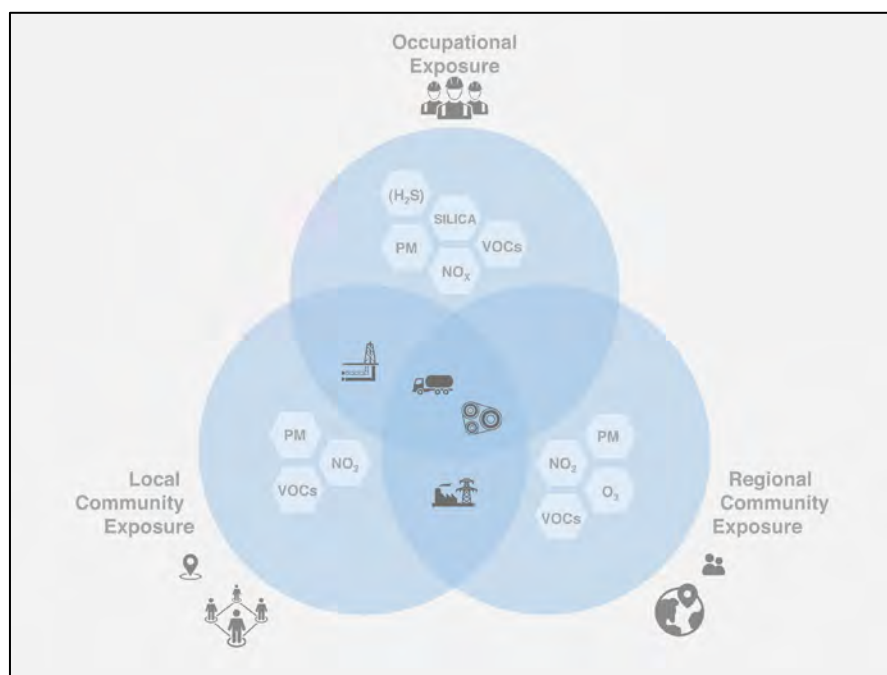 Occupational
Exposure
(H₂S)
SILICA
PM
VOCs
NOₓ
PM
NO₂
VOCs
Local
Community
Exposure
PM
NO₂
O₃
VOCs
Regional
Community
Exposure